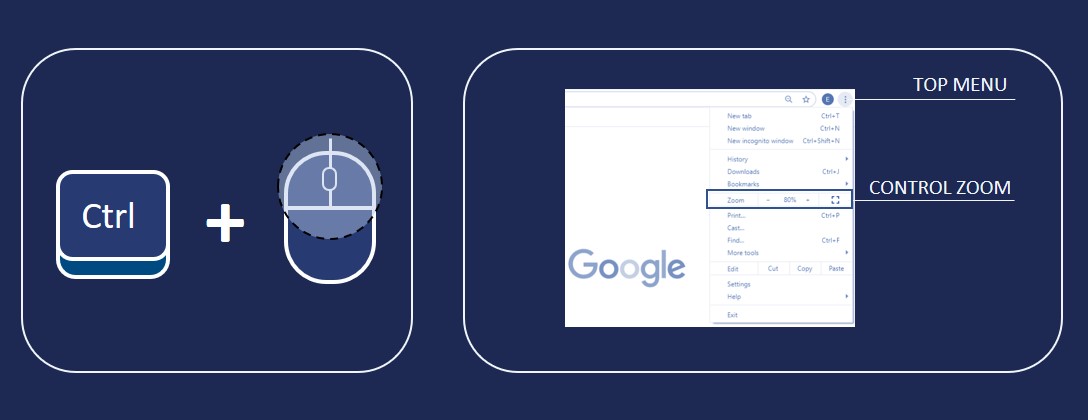 Ctrl
TOP MENU
E
New tab Ctrl+T
New window Ctrl+N
New incognito window Ctrl+Shift+N
History
Downloads Ctrl+J
Bookmarks
CONTROL ZOOM
Zoom - 80% +
Print... Ctrl+P
Cast...
Find... Ctrl+F
More tools
Google
Edit Cut Copy Paste
Settings
Help
Exit